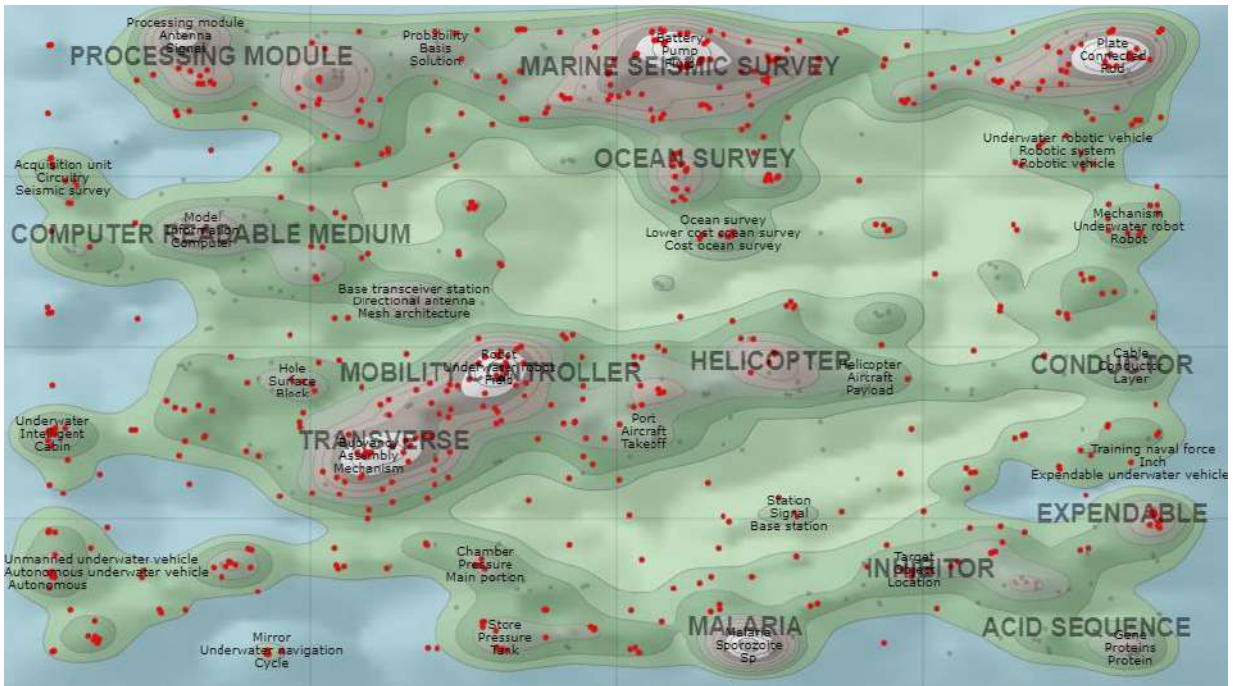 Processing module
Antenna
Signal
PROCESSING MODULE
Probability
Basis
Solution
Battery
Pump
Fluid
MARINE SEISMIC SURVEY
Plate
Connected
Rod
Acquisition unit
Circuitry
Seismic survey
OCEAN SURVEY
Underwater robotic vehicle
Robotic system
Robotic vehicle
COMPUTER READABLE MEDIUM
Model
Information
Computer
Ocean survey
Lower cost ocean survey
Cost ocean survey
Mechanism
Underwater robot
Robot
Base transceiver station
Directional antenna
Mesh architecture
Hole
Surface
Block
MOBILITY CONTROLLER
Robot
Underwater robot
Field
HELICOPTER
Helicopter
Aircraft
Payload
CONDUCTOR
Cable
Conductor
Layer
Underwater
Intelligent
Cabin
TRANSVERSE
Buoyancy
Assembly
Mechanism
Port
Aircraft
Takeoff
Training naval force
Inch
Expendable underwater vehicle
Station
Signal
Base station
EXPENDABLE
Unmanned underwater vehicle
Autonomous underwater vehicle
Autonomous
Chamber
Pressure
Main portion
INHIBITOR
Target
Object
Location
Mirror
Underwater navigation
Cycle
Store
Pressure
Tank
MALARIA
Malaria
Sporozoite
Sp
ACID SEQUENCE
Gene
Proteins
Protein